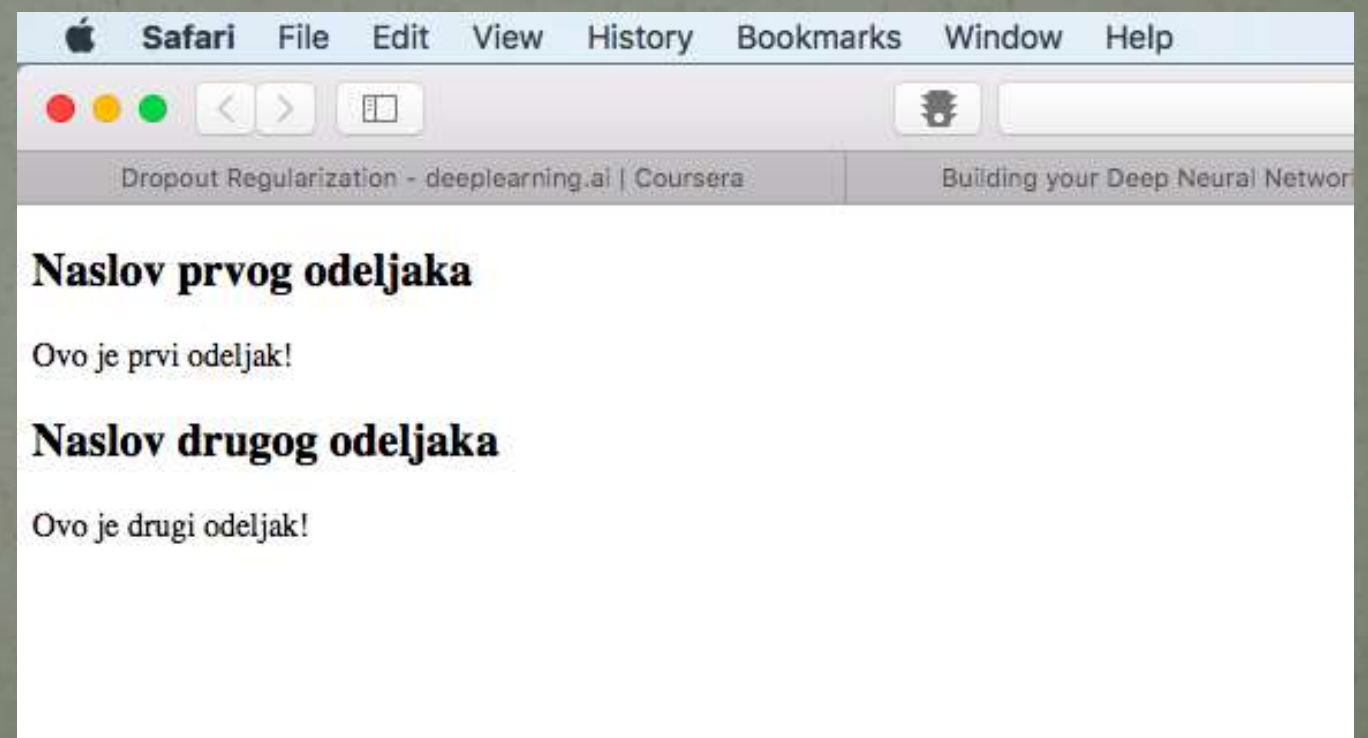 Safari File Edit View History Bookmarks Window Help
Dropout Regularization - deeplearning.ai | Coursera
Building your Deep Neural Networ
Naslov prvog odeljaka
Ovo je prvi odeljak!
Naslov drugog odeljaka
Ovo je drugi odeljak!